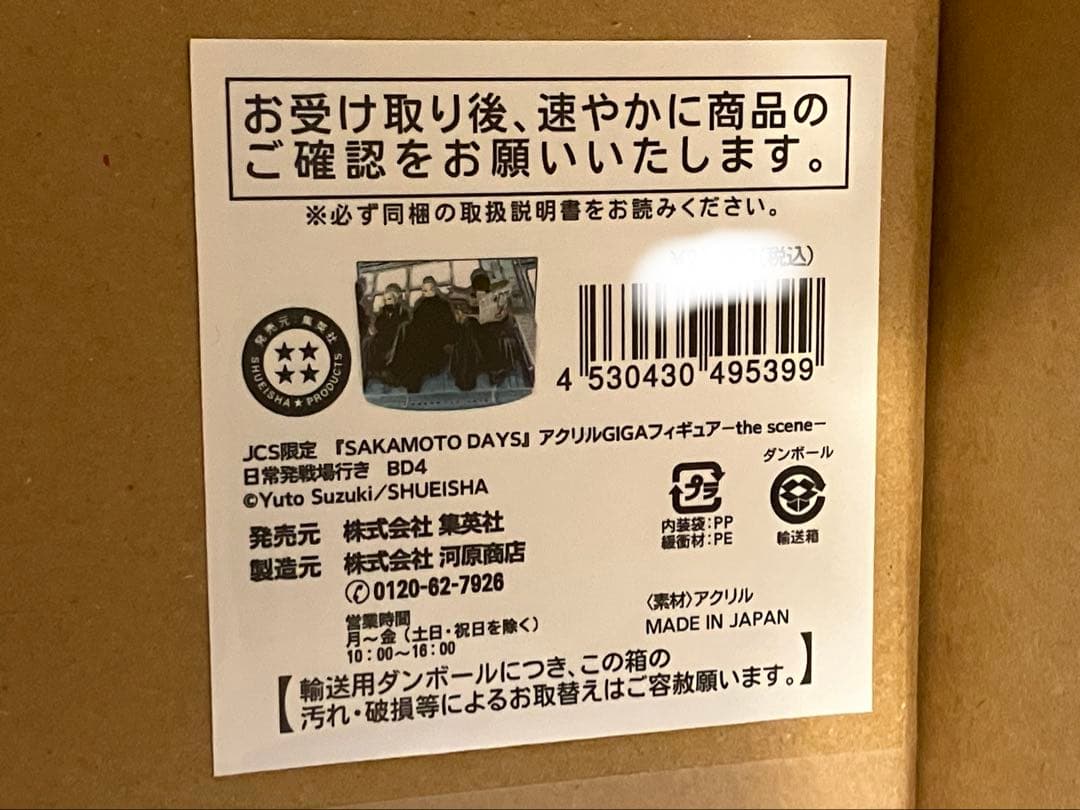 お受け取り後、速やかに商品の
ご確認をお願いいたします。
※必ず同梱の取扱説明書をお読みください。
(税込)
発売元 集英社
SHUEISHA★PRODUCTS
4 530430 495399
JCS限定 『SAKAMOTO DAYS』アクリルGIGAフィギュアーthe sceneー
日常発戦場行き BD4
©Yuto Suzuki/SHUEISHA
発売元 株式会社 集英社
製造元 株式会社 河原商店
0120-62-7926
営業時間
月〜金(土日・祝日を除く)
10:00〜16:00
プラ
内装袋:PP
緩衝材:PE
ダンボール
輸送箱
〈素材〉アクリル
MADE IN JAPAN
【輸送用ダンボールにつき、この箱の
汚れ・破損等によるお取替えはご容赦願います。】